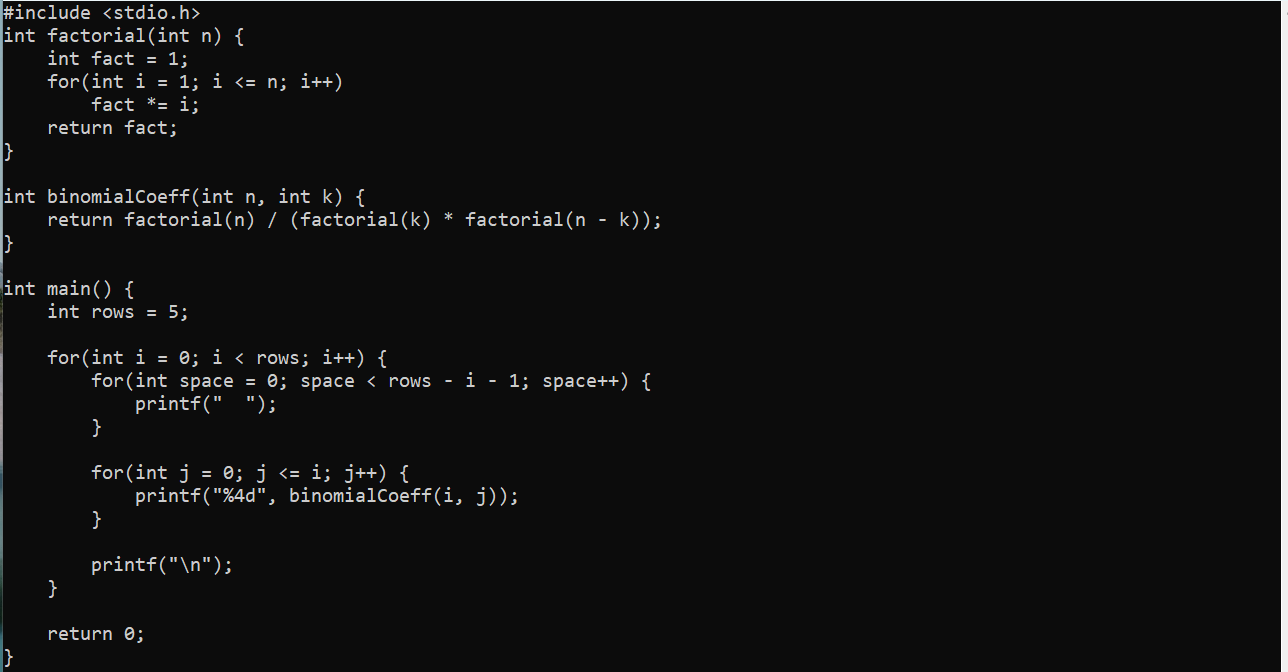 #include <stdio.h>
int factorial(int n) {
    int fact = 1;
    for(int i = 1; i <= n; i++)
        fact *= i;
    return fact;
}

int binomialCoeff(int n, int k) {
    return factorial(n) / (factorial(k) * factorial(n - k));
}

int main() {
    int rows = 5;

    for(int i = 0; i < rows; i++) {
        for(int space = 0; space < rows - i - 1; space++) {
            printf("  ");
        }

        for(int j = 0; j <= i; j++) {
            printf("%4d", binomialCoeff(i, j));
        }

        printf("\n");
    }

    return 0;
}